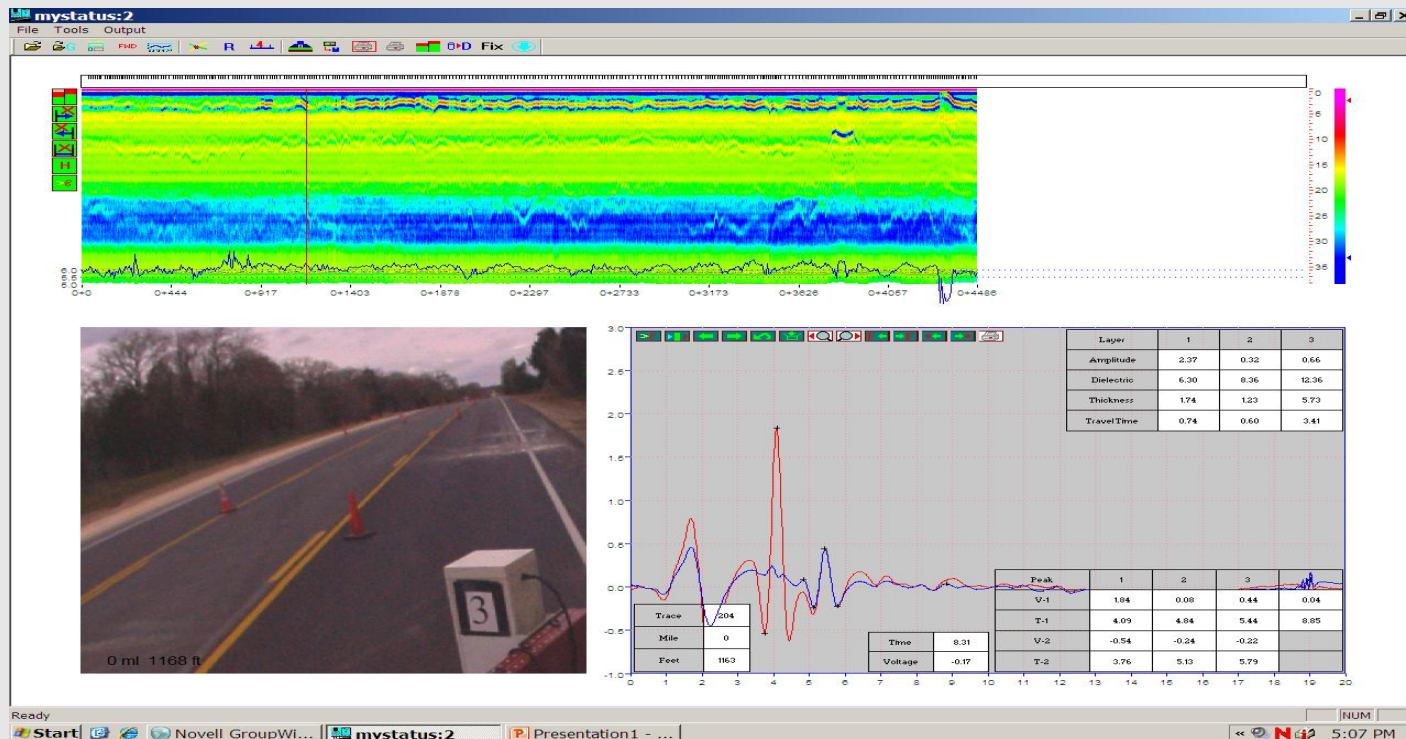 mystatus:2
File Tools Output
G FWD R 4 D Fix
H
0
5
10
15
20
25
30
35
0+0 0+444 0+917 0+1403 0+1878 0+2297 0+2733 0+3173 0+3626 0+4057 0+4486
3.0
2.5
2.0
1.5
1.0
0.5
0.0
-0.5
-1.0
Layer 1 2 3
Amplitude 2.37 0.32 0.66
Dielectric 6.30 8.36 12.36
Thickness 1.74 1.23 5.73
TravelTime 0.74 0.60 3.41
3
0 ml 1168 ft
Trace 204
Mile 0
Feet 1163
Time 8.31
Voltage -0.17
Peak 1 2 3
V-1 1.84 0.08 0.44 0.04
T-1 4.09 4.84 5.44 8.85
V-2 -0.54 -0.24 -0.22
T-2 3.76 5.13 5.79
0 1 2 3 4 5 6 7 8 9 10 11 12 13 14 15 16 17 18 19 20
Ready NUM
Start Novell GroupWi... mystatus:2 Presentation1 - ... « N 5:07 PM